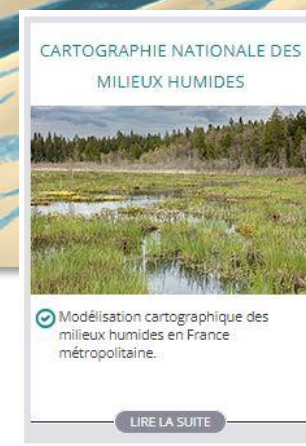 CARTOGRAPHIE NATIONALE DES
MILIEUX HUMIDES
Modélisation cartographique des
milieux humides en France
métropolitaine.
LIRE LA SUITE